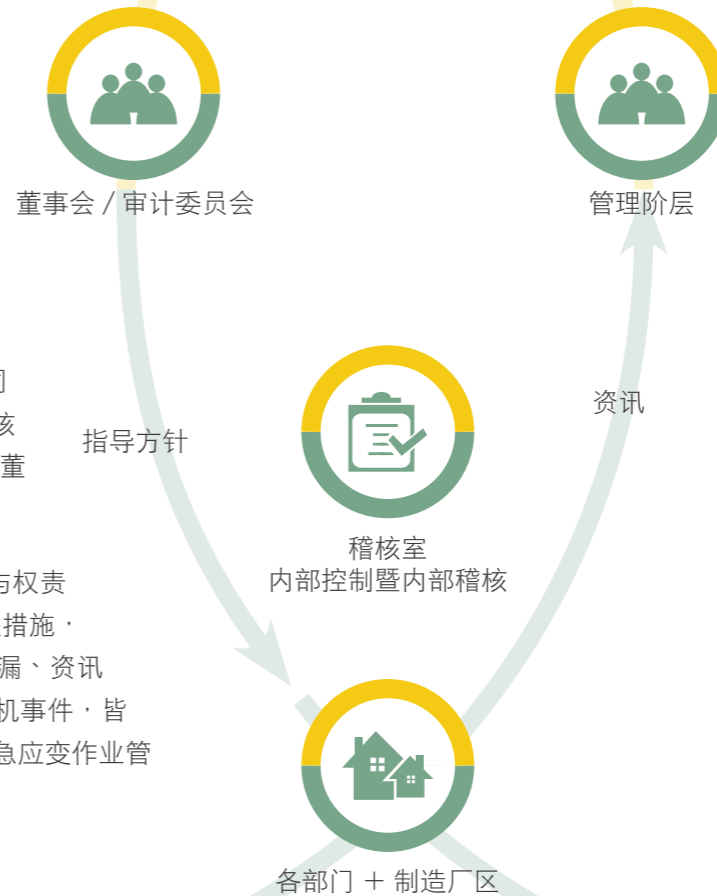 董事会 / 审计委员会
管理阶层
司
核
董
指导方针
资讯
稽核室
内部控制暨内部稽核
与权责
措施，
漏、资讯
机事件，皆
急应变作业管
各部门 + 制造厂区